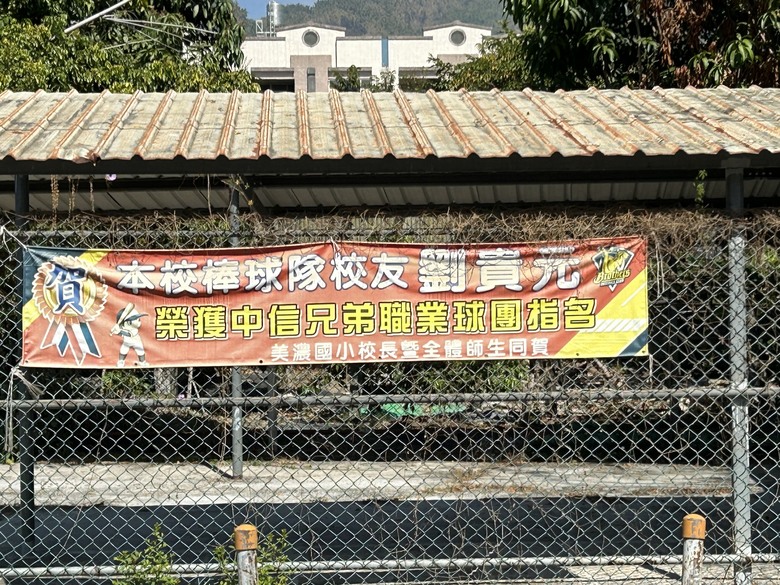 賀
本校棒球隊校友 劉貴元
Brothers
榮獲中信兄弟職業球團指名
美濃國小校長暨全體師生同賀